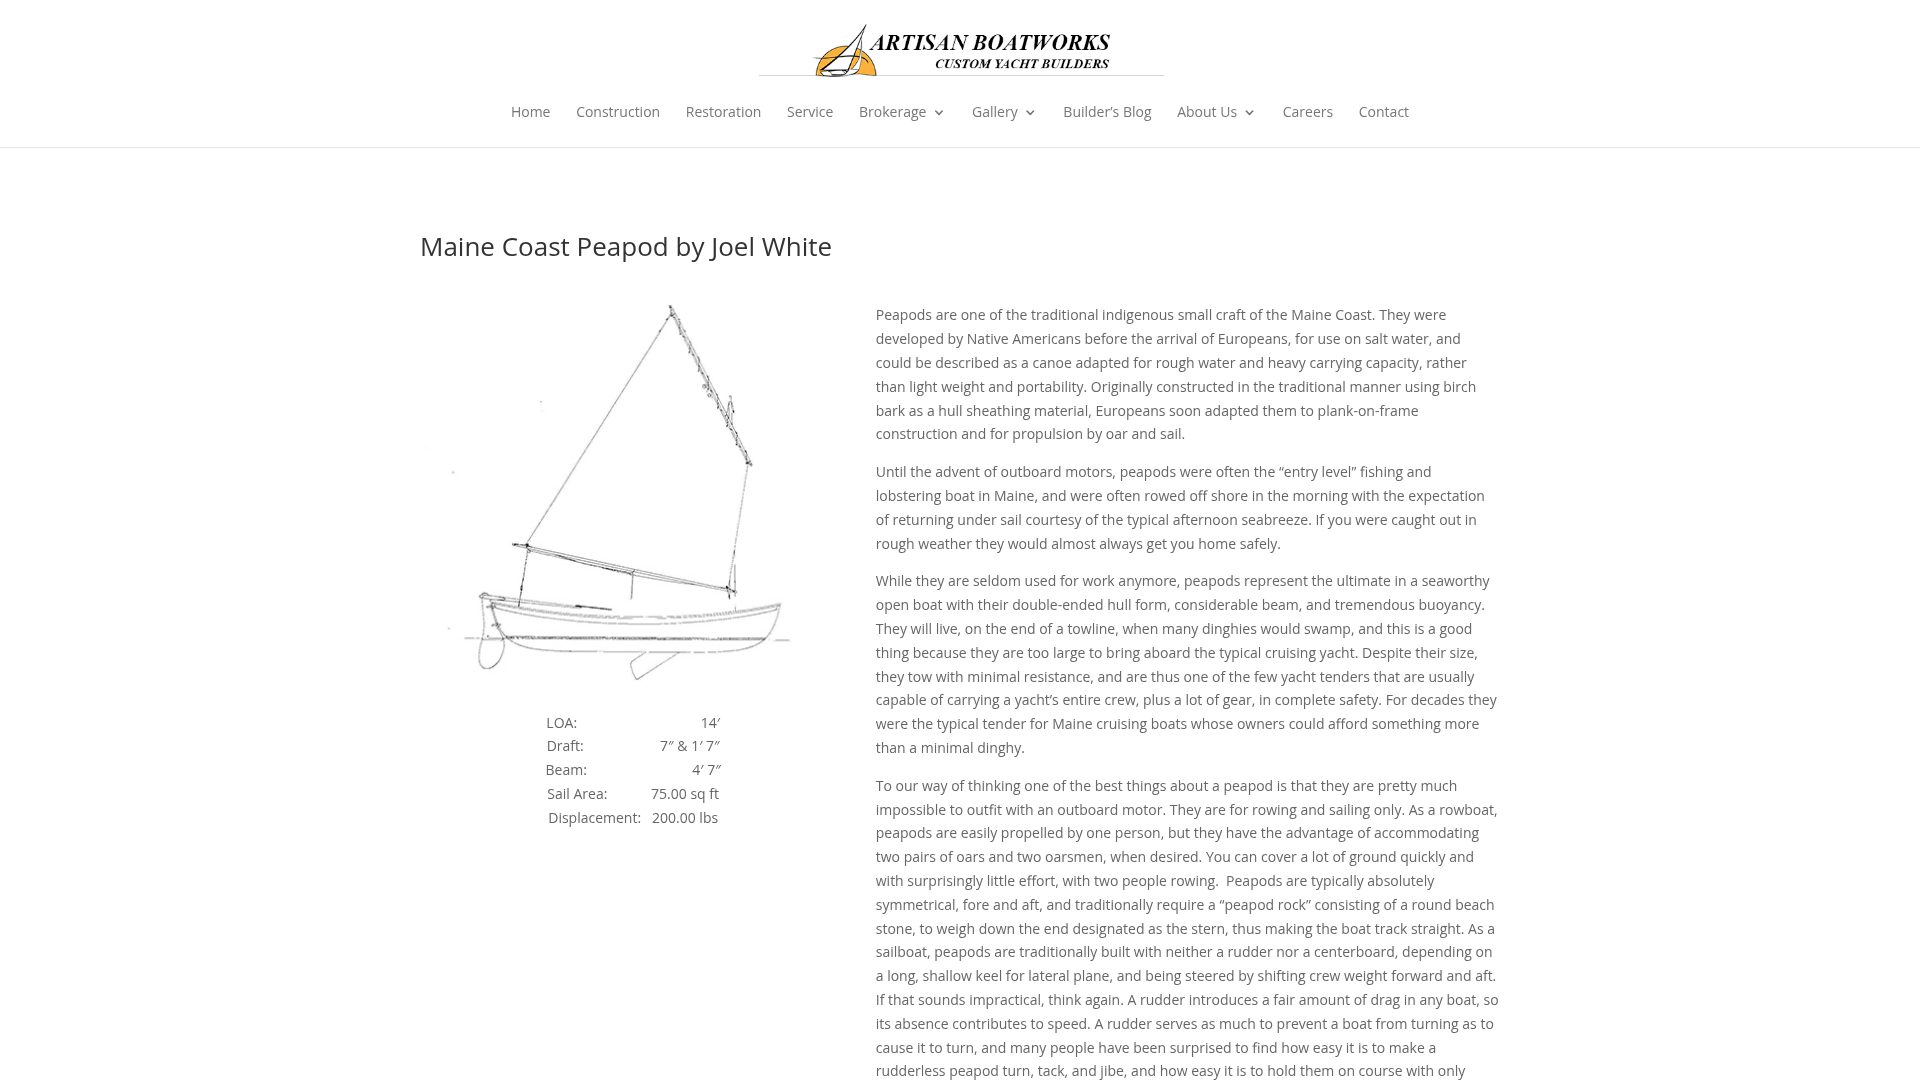 ARTISAN BOATWORKS
CUSTOM YACHT BUILDERS
Home Construction Restoration Service Brokerage Gallery Builder’s Blog About Us Careers Contact
Maine Coast Peapod by Joel White
LOA: 14′
Draft: 7″ & 1′ 7″
Beam: 4′ 7″
Sail Area: 75.00 sq ft
Displacement: 200.00 lbs
Peapods are one of the traditional indigenous small craft of the Maine Coast. They were
developed by Native Americans before the arrival of Europeans, for use on salt water, and
could be described as a canoe adapted for rough water and heavy carrying capacity, rather
than light weight and portability. Originally constructed in the traditional manner using birch
bark as a hull sheathing material, Europeans soon adapted them to plank-on-frame
construction and for propulsion by oar and sail.
Until the advent of outboard motors, peapods were often the “entry level” fishing and
lobstering boat in Maine, and were often rowed off shore in the morning with the expectation
of returning under sail courtesy of the typical afternoon seabreeze. If you were caught out in
rough weather they would almost always get you home safely.
While they are seldom used for work anymore, peapods represent the ultimate in a seaworthy
open boat with their double-ended hull form, considerable beam, and tremendous buoyancy.
They will live, on the end of a towline, when many dinghies would swamp, and this is a good
thing because they are too large to bring aboard the typical cruising yacht. Despite their size,
they tow with minimal resistance, and are thus one of the few yacht tenders that are usually
capable of carrying a yacht’s entire crew, plus a lot of gear, in complete safety. For decades they
were the typical tender for Maine cruising boats whose owners could afford something more
than a minimal dinghy.
To our way of thinking one of the best things about a peapod is that they are pretty much
impossible to outfit with an outboard motor. They are for rowing and sailing only. As a rowboat,
peapods are easily propelled by one person, but they have the advantage of accommodating
two pairs of oars and two oarsmen, when desired. You can cover a lot of ground quickly and
with surprisingly little effort, with two people rowing. Peapods are typically absolutely
symmetrical, fore and aft, and traditionally require a “peapod rock” consisting of a round beach
stone, to weigh down the end designated as the stern, thus making the boat track straight. As a
sailboat, peapods are traditionally built with neither a rudder nor a centerboard, depending on
a long, shallow keel for lateral plane, and being steered by shifting crew weight forward and aft.
If that sounds impractical, think again. A rudder introduces a fair amount of drag in any boat, so
its absence contributes to speed. A rudder serves as much to prevent a boat from turning as to
cause it to turn, and many people have been surprised to find how easy it is to make a
rudderless peapod turn, tack, and jibe, and how easy it is to hold them on course with only